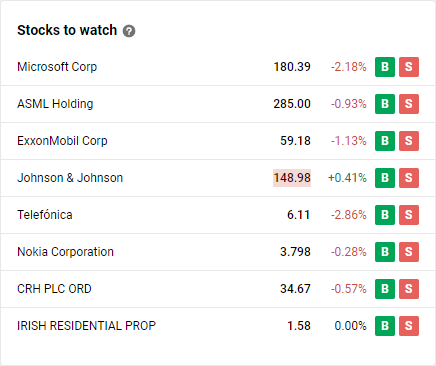 Stocks to watch ?
Microsoft Corp 180.39 -2.18% B S
ASML Holding 285.00 -0.93% B S
ExxonMobil Corp 59.18 -1.13% B S
Johnson & Johnson 148.98 +0.41% B S
Telefónica 6.11 -2.86% B S
Nokia Corporation 3.798 -0.28% B S
CRH PLC ORD 34.67 -0.57% B S
IRISH RESIDENTIAL PROP 1.58 0.00% B S